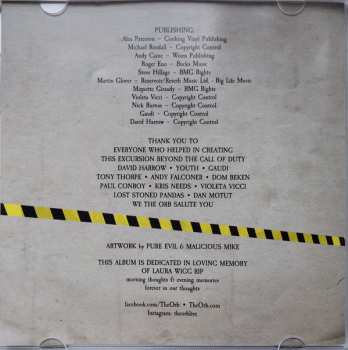 PUBLISHING
Alex Paterson - Cooking Vinyl Publishing
Michael Rendall - Copyright Control
Andy Caine - Wixen Publishing
Roger Eno - Bucks Music
Steve Hillage - BMG Rights
Martin Glover - Reservoir/Reverb Music Ltd. - Big Life Music
Miquette Giraudy - BMG Rights
Violeta Vicci - Copyright Control
Nick Burton - Copyright Control
Gaudi - Copyright Control
David Harrow - Copyright Control
THANK YOU TO
EVERYONE WHO HELPED IN CREATING
THIS EXCURSION BEYOND THE CALL OF DUTY
DAVID HARROW • YOUTH • GAUDI
TONY THORPE • ANDY FALCONER • DOM BEKEN
PAUL CONROY • KRIS NEEDS • VIOLETA VICCI
LOST STONED PANDAS • DAN MOTUT
WE THE ORB SALUTE YOU
ARTWORK by PURE EVIL & MALICIOUS MIKE
THIS ALBUM IS DEDICATED IN LOVING MEMORY
OF LAURA WIGG RIP
morning thoughts & evening memories
forever in our thoughts
facebook.com/TheOrb • TheOrb.com
Instagram: theorblive